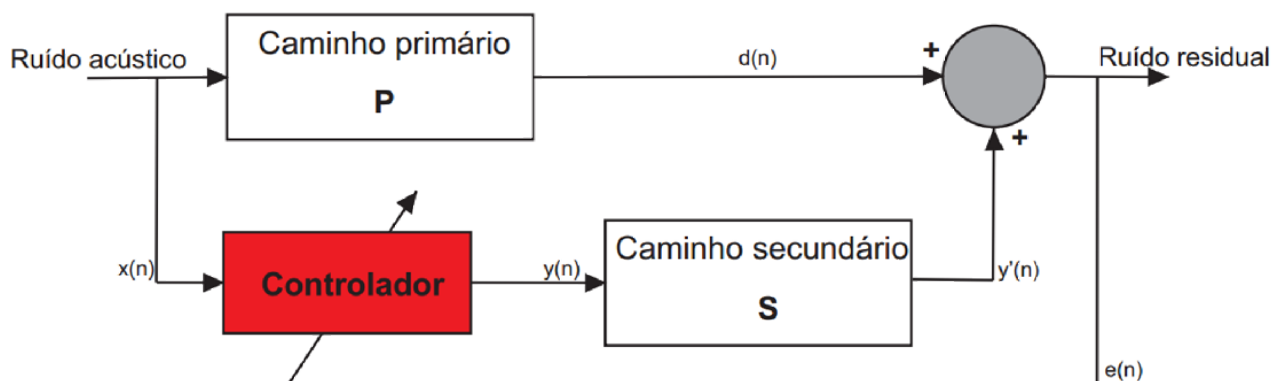 Ruído acústico
Caminho primário
P
d(n)
+
Ruído residual
+
x(n)
Controlador
y(n)
Caminho secundário
S
y'(n)
e(n)